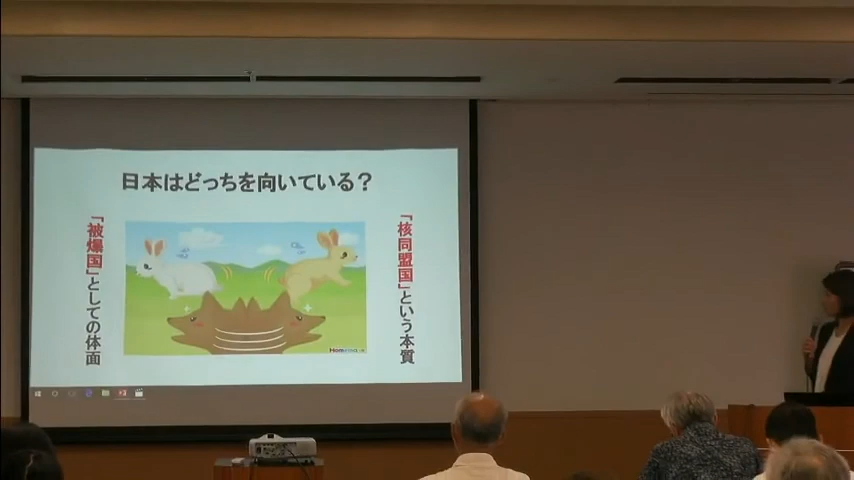 日本はどっちを向いている？
「被爆国」としての体面
「核同盟国」という本質